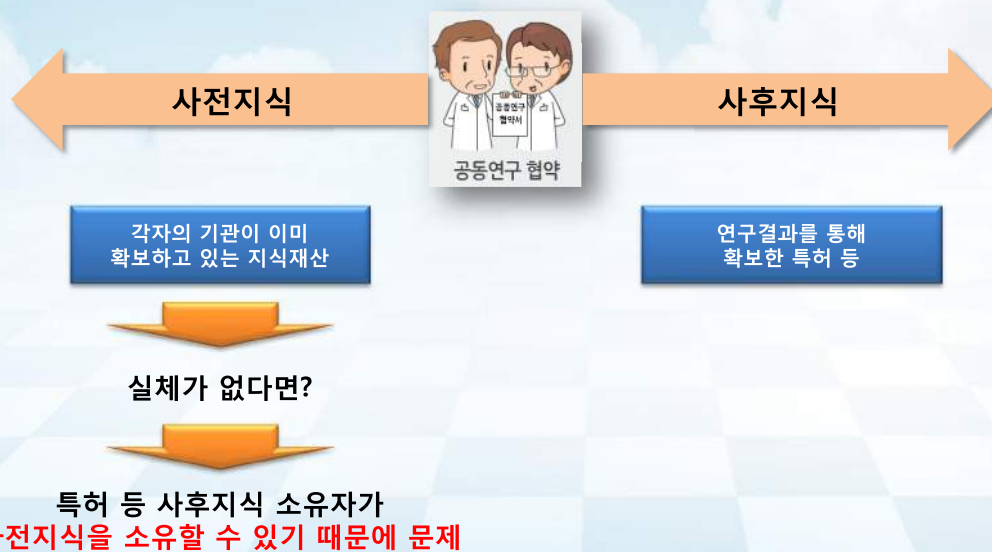 사전지식
공동연구
협약서
공동연구 협약
사후지식
각자의 기관이 이미
확보하고 있는 지식재산
연구결과를 통해
확보한 특허 등
실체가 없다면?
특허 등 사후지식 소유자가
사전지식을 소유할 수 있기 때문에 문제